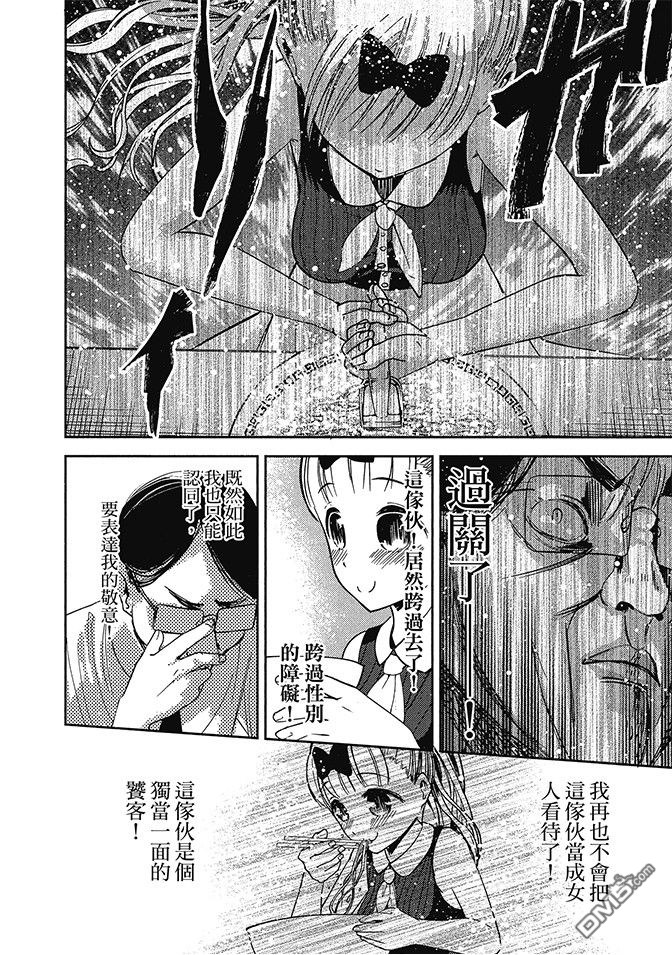 ガ
ガ
過關了
！
這傢伙！居然跨過去了！
跨過性別
的障礙！
既然如此
我也只能
認同了，
要表達我的敬意！
我再也不會把
這傢伙當成女
人看待了！
這傢伙是個
獨當一面的
饕客！
DM5.com